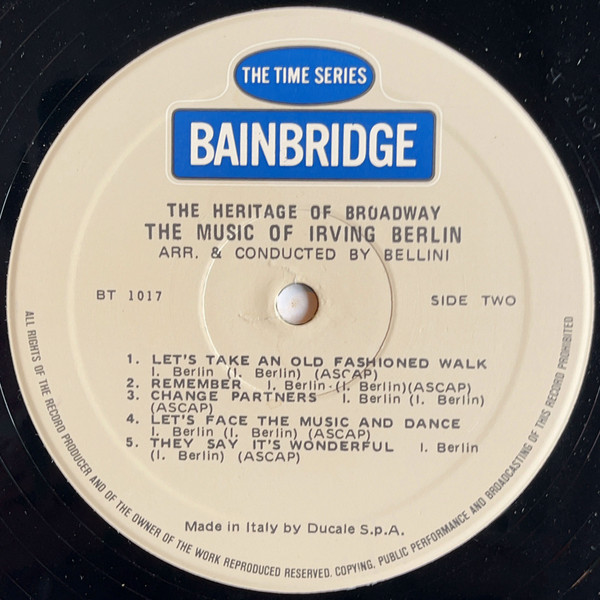 THE TIME SERIES
BAINBRIDGE
THE HERITAGE OF BROADWAY
THE MUSIC OF IRVING BERLIN
ARR. & CONDUCTED BY BELLINI
BT 1017
SIDE TWO
1. LET'S TAKE AN OLD FASHIONED WALK
I. Berlin (I. Berlin) (ASCAP)
2. REMEMBER I. Berlin-(I. Berlin)(ASCAP)
3. CHANGE PARTNERS I. Berlin (I. Berlin)
(ASCAP)
4. LET'S FACE THE MUSIC AND DANCE
I. Berlin (I. Berlin) (ASCAP)
5. THEY SAY IT'S WONDERFUL I. Berlin
(I. Berlin) (ASCAP)
Made in Italy by Ducale S.p.A.
ALL RIGHTS OF THE RECORD PRODUCER AND OF THE OWNER OF THE WORK REPRODUCED RESERVED. COPYING, PUBLIC PERFORMANCE AND BROADCASTING OF THIS RECORD PROHIBITED